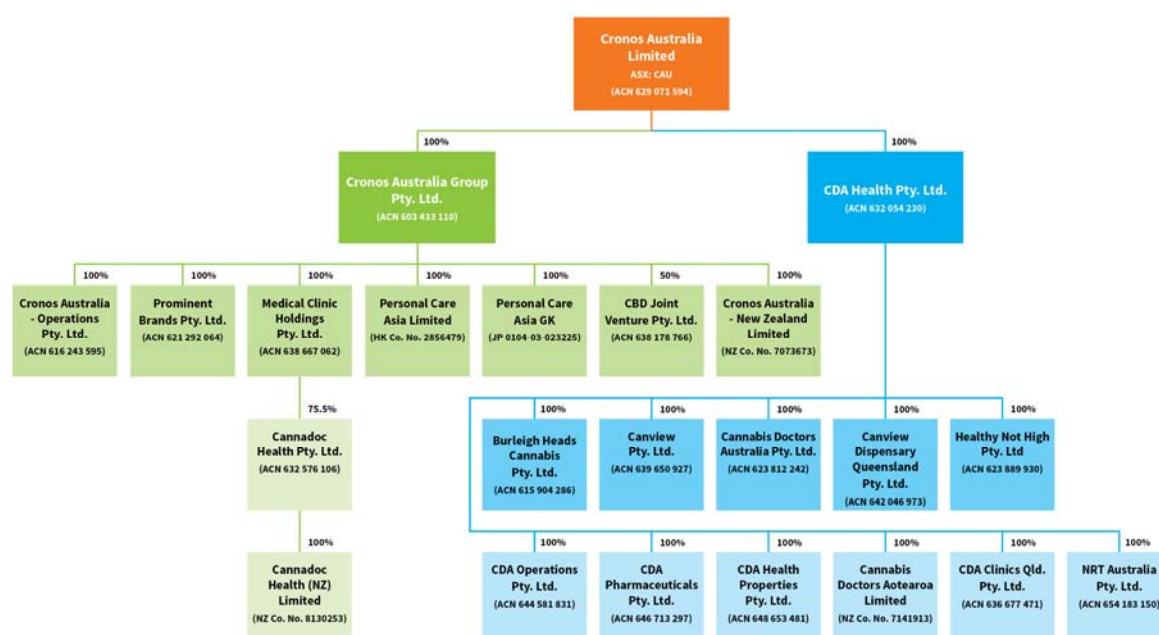 Cronos Australia
Limited
ASX: CAU
(ACN 629 071 594)
100%
100%
Cronos Australia Group
Pty. Ltd.
(ACN 603 433 110)
CDA Health Pty. Ltd.
(ACN 632 054 230)
100%
100%
100%
100%
100%
50%
100%
Cronos Australia
- Operations
Pty. Ltd.
(ACN 616 243 595)
Prominent
Brands Pty. Ltd.
(ACN 621 292 064)
Medical Clinic
Holdings
Pty. Ltd.
(ACN 638 667 062)
Personal Care
Asia Limited
(HK Co. No. 2856479)
Personal Care
Asia GK
(JP 0104-03-023225)
CBD Joint
Venture Pty. Ltd.
(ACN 638 178 766)
Cronos Australia
- New Zealand
Limited
(NZ Co. No. 7073673)
75.5%
100%
100%
100%
100%
100%
Cannadoc
Health Pty. Ltd.
(ACN 632 576 106)
Burleigh Heads
Cannabis
Pty. Ltd.
(ACN 615 904 286)
Canview
Pty. Ltd.
(ACN 639 650 927)
Cannabis Doctors
Australia Pty. Ltd.
(ACN 623 812 242)
Canview
Dispensary
Queensland
Pty. Ltd.
(ACN 642 046 973)
Healthy Not High
Pty. Ltd
(ACN 623 889 930)
100%
100%
100%
100%
100%
100%
100%
Cannadoc
Health (NZ)
Limited
(NZ Co. No. 8130253)
CDA Operations
Pty. Ltd.
(ACN 644 581 831)
CDA
Pharmaceuticals
Pty. Ltd.
(ACN 646 713 297)
CDA Health
Properties
Pty. Ltd.
(ACN 648 653 481)
Cannabis
Doctors Aotearoa
Limited
(NZ Co. No. 7141913)
CDA Clinics Qld.
Pty. Ltd.
(ACN 636 677 471)
NRT Australia
Pty. Ltd.
(ACN 654 183 150)